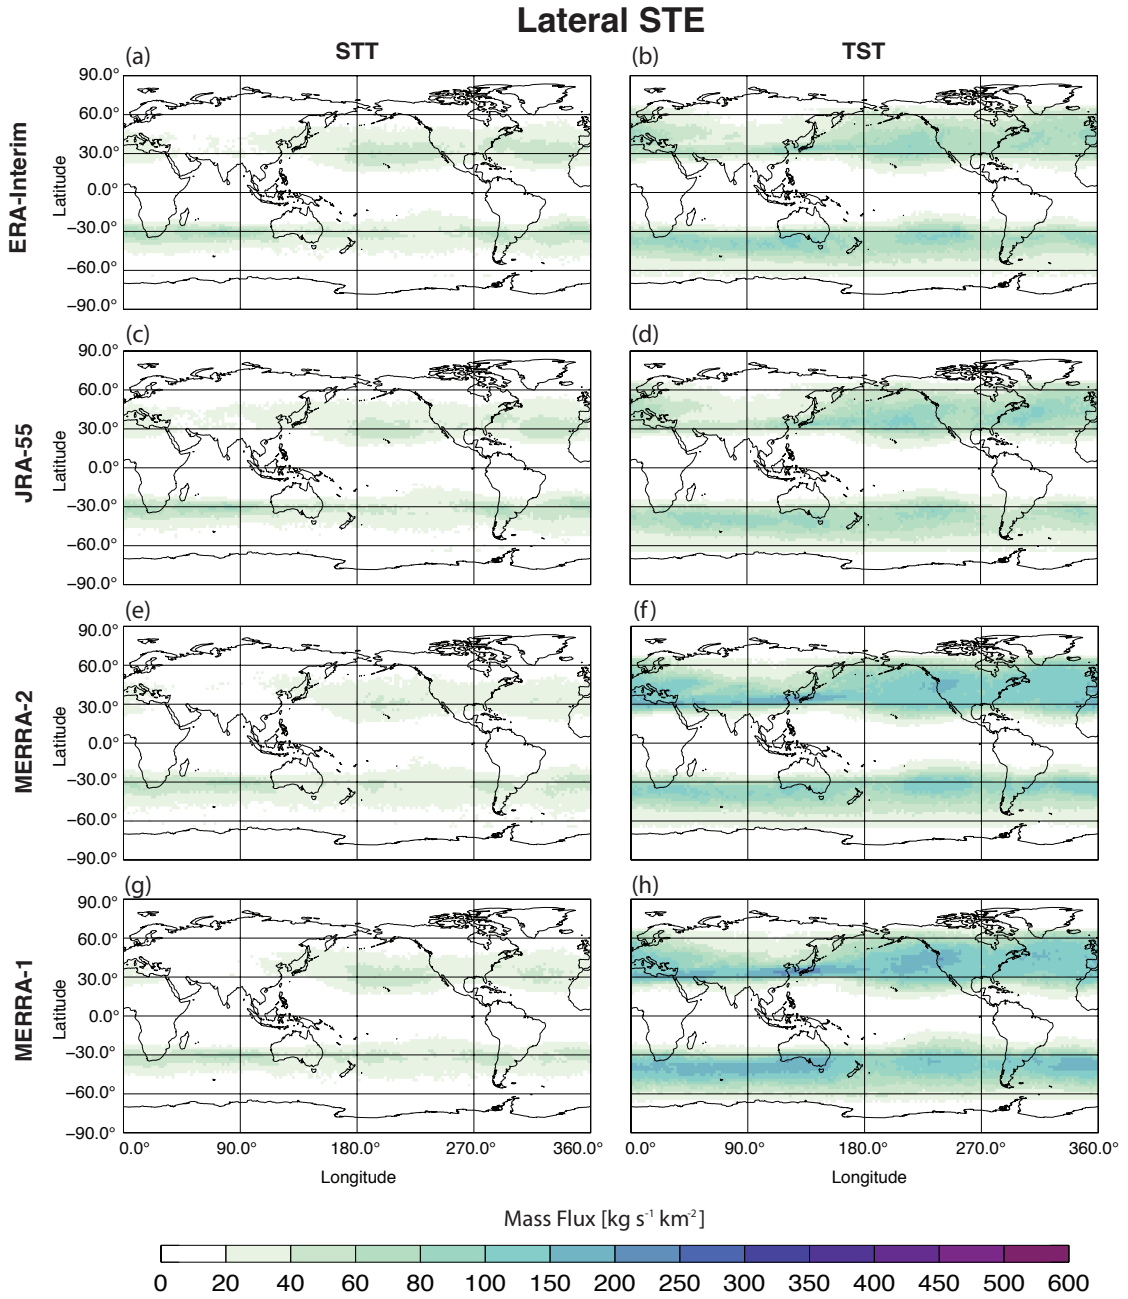 Lateral STE
STT
TST
(a)
(b)
90.0°
60.0°
30.0°
0.0°
−30.0°
−60.0°
−90.0°
Latitude
ERA-Interim
Latitude
(c)
(d)
90.0°
60.0°
30.0°
0.0°
−30.0°
−60.0°
−90.0°
Latitude
JRA-55
Latitude
(e)
(f)
90.0°
60.0°
30.0°
0.0°
−30.0°
−60.0°
−90.0°
Latitude
MERRA-2
Latitude
(g)
(h)
90.0°
60.0°
30.0°
0.0°
−30.0°
−60.0°
−90.0°
Latitude
MERRA-1
Latitude
0.0° 90.0° 180.0° 270.0° 360.0°
0.0° 90.0° 180.0° 270.0° 360.0°
Longitude
Longitude
Mass Flux [kg s⁻¹ km⁻²]
0 20 40 60 80 100 150 200 250 300 350 400 450 500 600